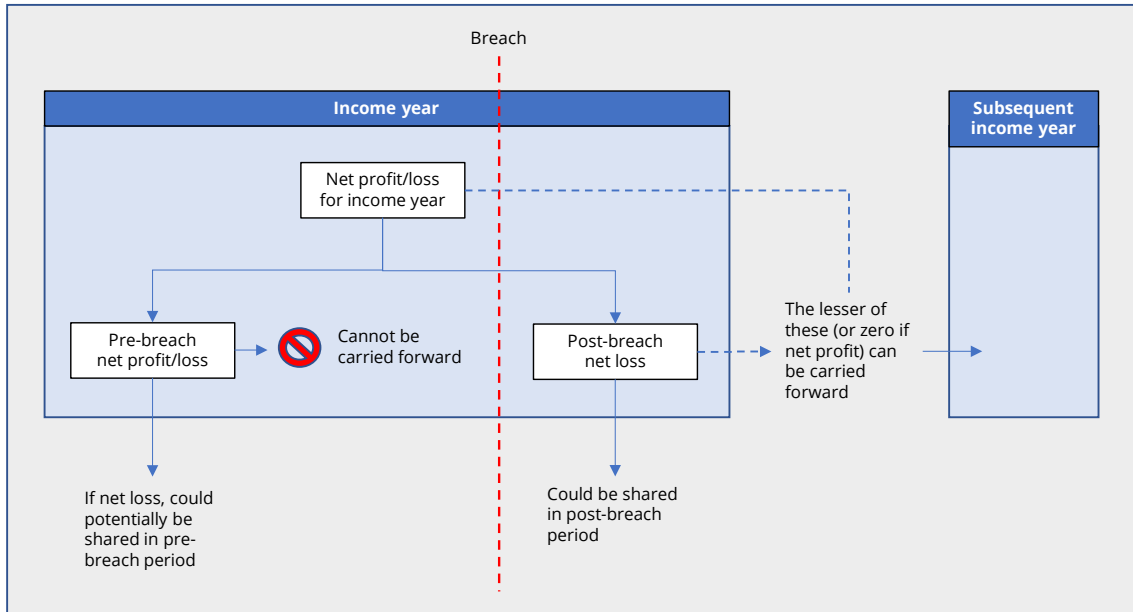 Breach
Income year
Subsequent
income year
Net profit/loss
for income year
Pre-breach
net profit/loss
Cannot be
carried forward
Post-breach
net loss
The lesser of
these (or zero if
net profit) can
be carried
forward
If net loss, could
potentially be
shared in pre-
breach period
Could be shared
in post-breach
period